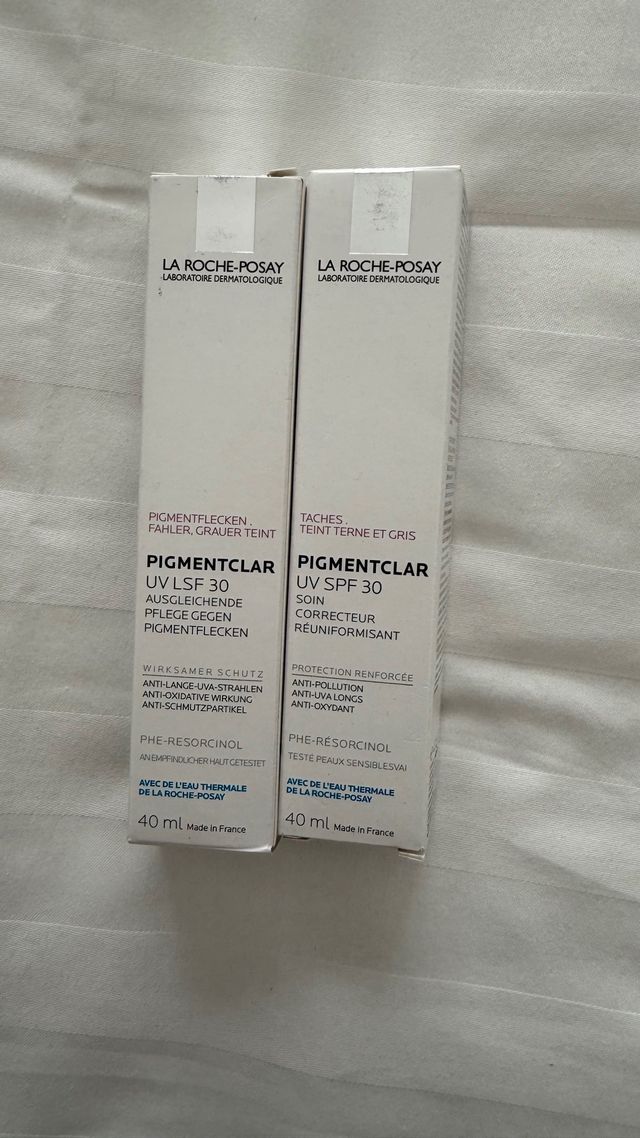 LA ROCHE-POSAY
LABORATOIRE DERMATOLOGIQUE
PIGMENTFLECKEN .
FAHLER, GRAUER TEINT
PIGMENTCLAR
UV LSF 30
AUSGLEICHENDE
PFLEGE GEGEN
PIGMENTFLECKEN
WIRKSAMER SCHUTZ
ANTI-LANGE-UVA-STRAHLEN
ANTI-OXIDATIVE WIRKUNG
ANTI-SCHMUTZPARTIKEL
PHE-RESORCINOL
AN EMPFINDLICHER HAUT GETESTET
AVEC DE L'EAU THERMALE
DE LA ROCHE-POSAY
40 ml Made in France
LA ROCHE-POSAY
LABORATOIRE DERMATOLOGIQUE
TACHES .
TEINT TERNE ET GRIS
PIGMENTCLAR
UV SPF 30
SOIN
CORRECTEUR
RÉUNIFORMISANT
PROTECTION RENFORCÉE
ANTI-POLLUTION
ANTI-UVA LONGS
ANTI-OXYDANT
PHE-RÉSORCINOL
TESTÉ PEAUX SENSIBLESVAI
AVEC DE L'EAU THERMALE
DE LA ROCHE-POSAY
40 ml Made in France